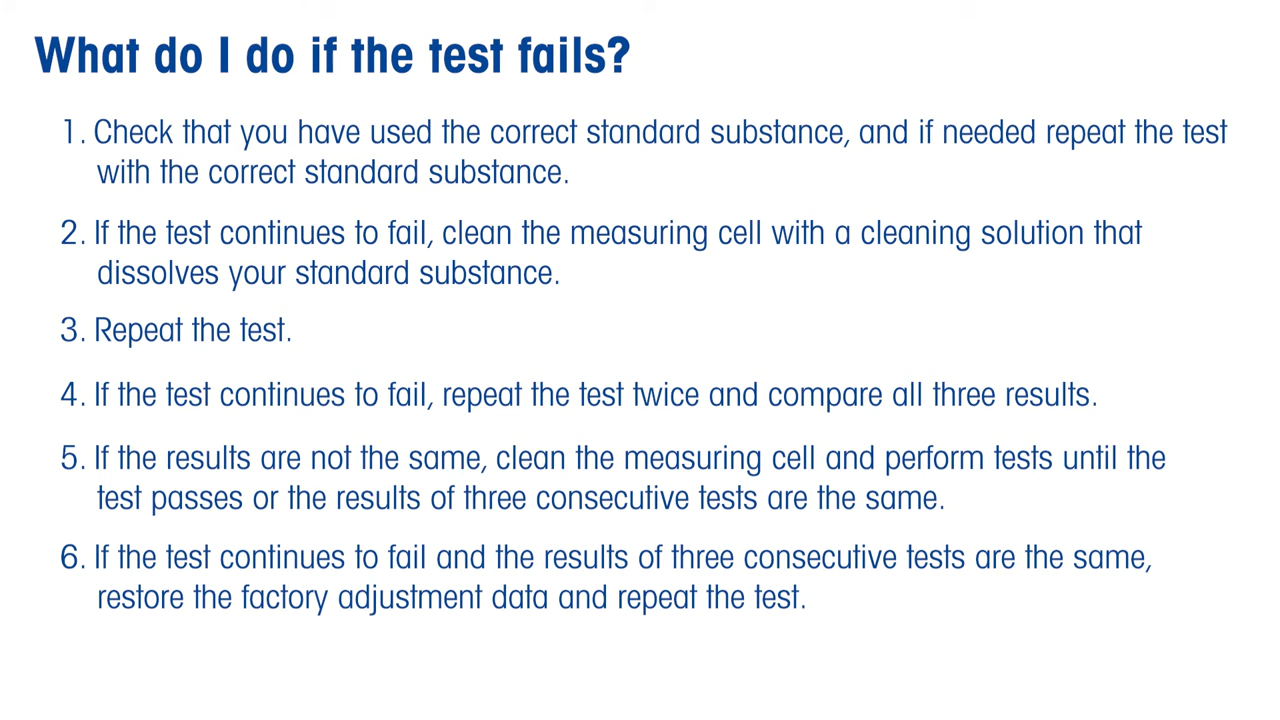 What do I do if the test fails?
1. Check that you have used the correct standard substance, and if needed repeat the test
with the correct standard substance.
2. If the test continues to fail, clean the measuring cell with a cleaning solution that
dissolves your standard substance.
3. Repeat the test.
4. If the test continues to fail, repeat the test twice and compare all three results.
5. If the results are not the same, clean the measuring cell and perform tests until the
test passes or the results of three consecutive tests are the same.
6. If the test continues to fail and the results of three consecutive tests are the same,
restore the factory adjustment data and repeat the test.